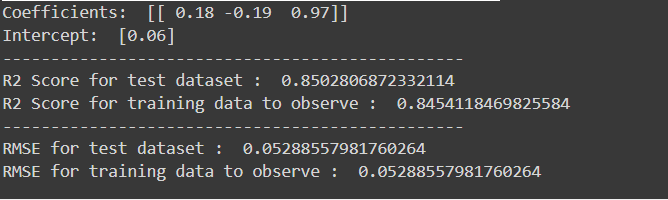 Coefficients:  [[ 0.18 -0.19  0.97]]
Intercept:  [0.06]
------------------------------------------------
R2 Score for test dataset :  0.8502806872332114
R2 Score for training data to observe :  0.8454118469825584
------------------------------------------------
RMSE for test dataset :  0.05288557981760264
RMSE for training data to observe :  0.05288557981760264